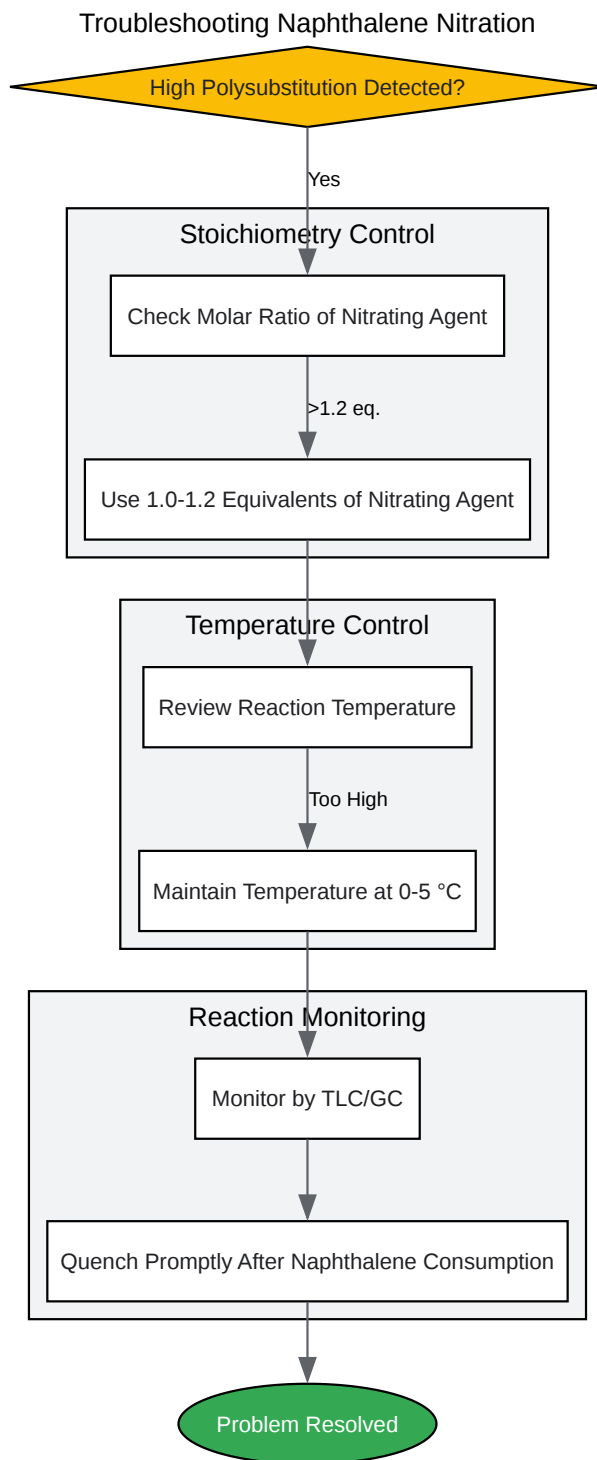 Troubleshooting Naphthalene Nitration
High Polysubstitution Detected?
Yes
Stoichiometry Control
Check Molar Ratio of Nitrating Agent
>1.2 eq.
Use 1.0-1.2 Equivalents of Nitrating Agent
Temperature Control
Review Reaction Temperature
Too High
Maintain Temperature at 0-5 °C
Reaction Monitoring
Monitor by TLC/GC
Quench Promptly After Naphthalene Consumption
Problem Resolved